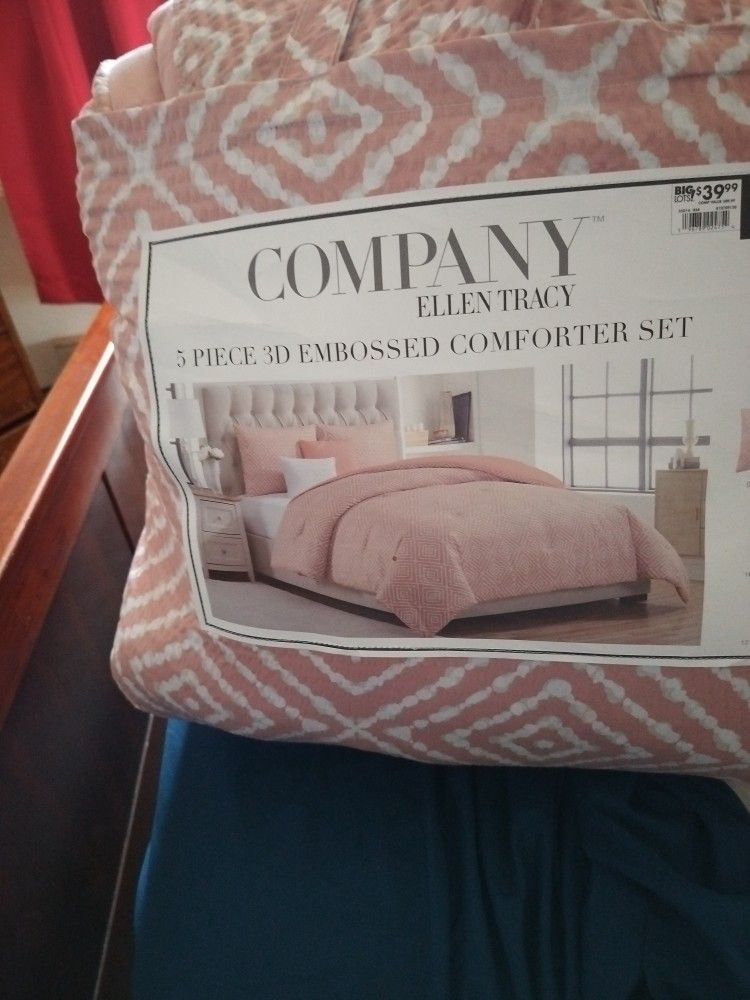 BIG LOTS! $39.99
COMPANY™
ELLEN TRACY
5 PIECE 3D EMBOSSED COMFORTER SET